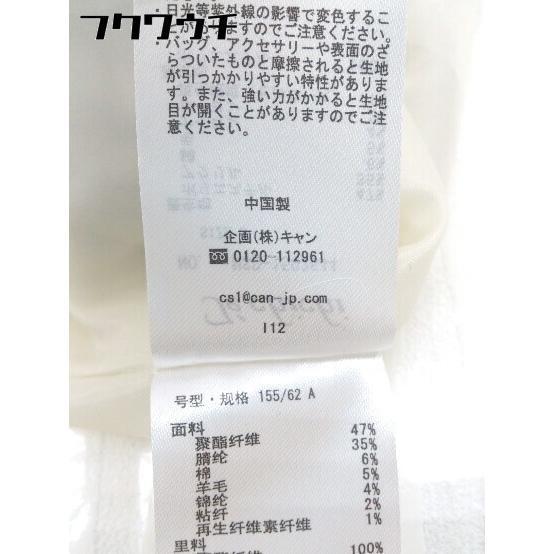 フクウロウチ
・日光等紫外線の影響で変色するこ
とがありますのでご注意ください。
・バッグ、アクセサリーや表面のざ
らついたものと摩擦されると生地
が引っかかりやすい特性がありま
す。また、強い力がかかると生地
目が開くことがありますのでご注
意ください。
中国製
企画(株)キャン
0120-112961
cs1@can-jp.com
I12
号型・规格 155/62 A
面料
聚酯纤维 47%
腈纶 35%
棉 6%
羊毛 5%
锦纶 4%
粘纤 2%
再生纤维素纤维 1%
里料
100%